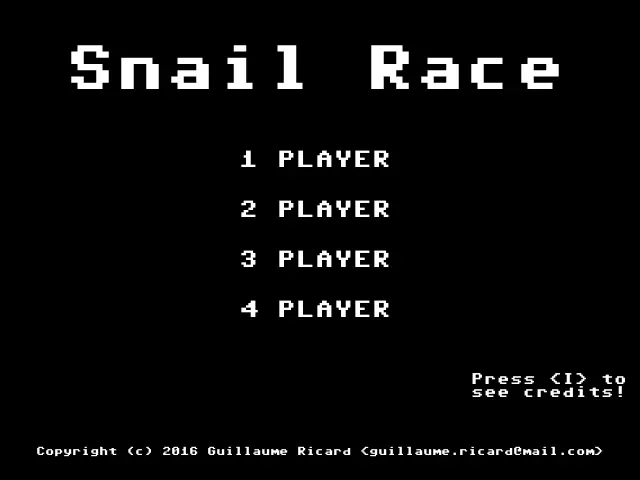 Snail Race
1 PLAYER
2 PLAYER
3 PLAYER
4 PLAYER
Press <I> to
see credits!
Copyright (c) 2016 Guillaume Ricard <guillaume.ricard@mail.com>